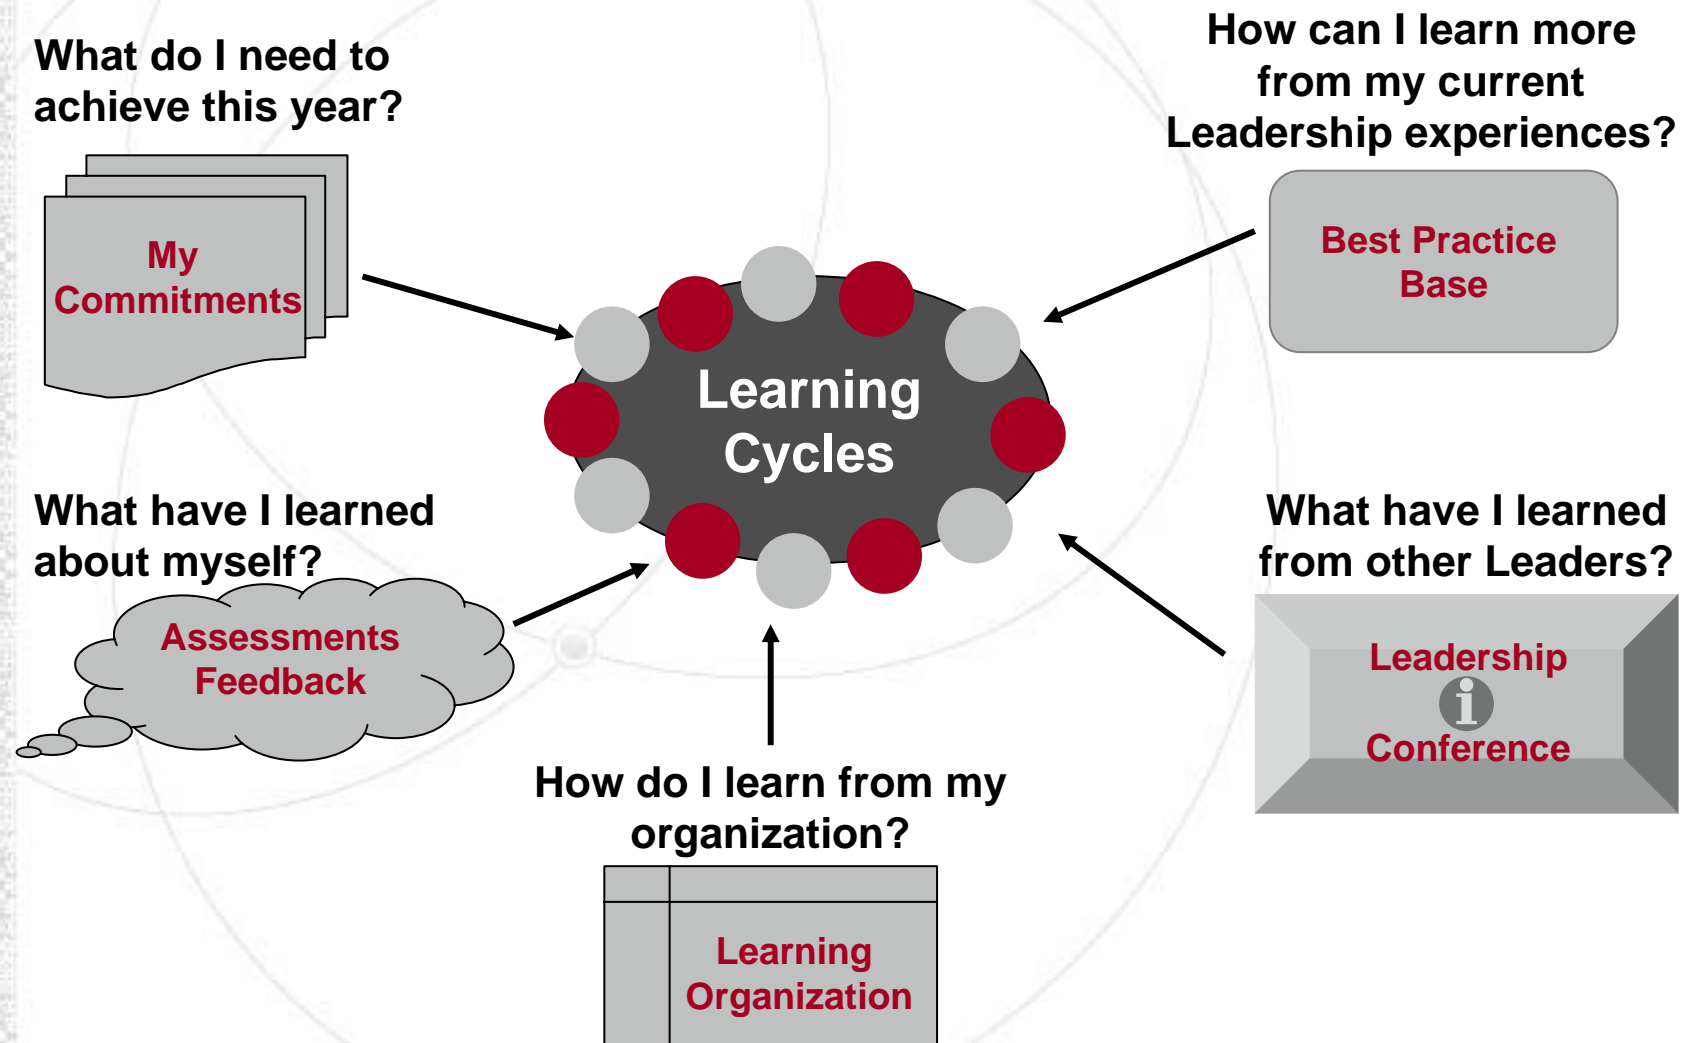 What do I need to
achieve this year?
My
Commitments
How can I learn more
from my current
Leadership experiences?
Best Practice
Base
Learning
Cycles
What have I learned
about myself?
Assessments
Feedback
What have I learned
from other Leaders?
Leadership
i
Conference
How do I learn from my
organization?
Learning
Organization